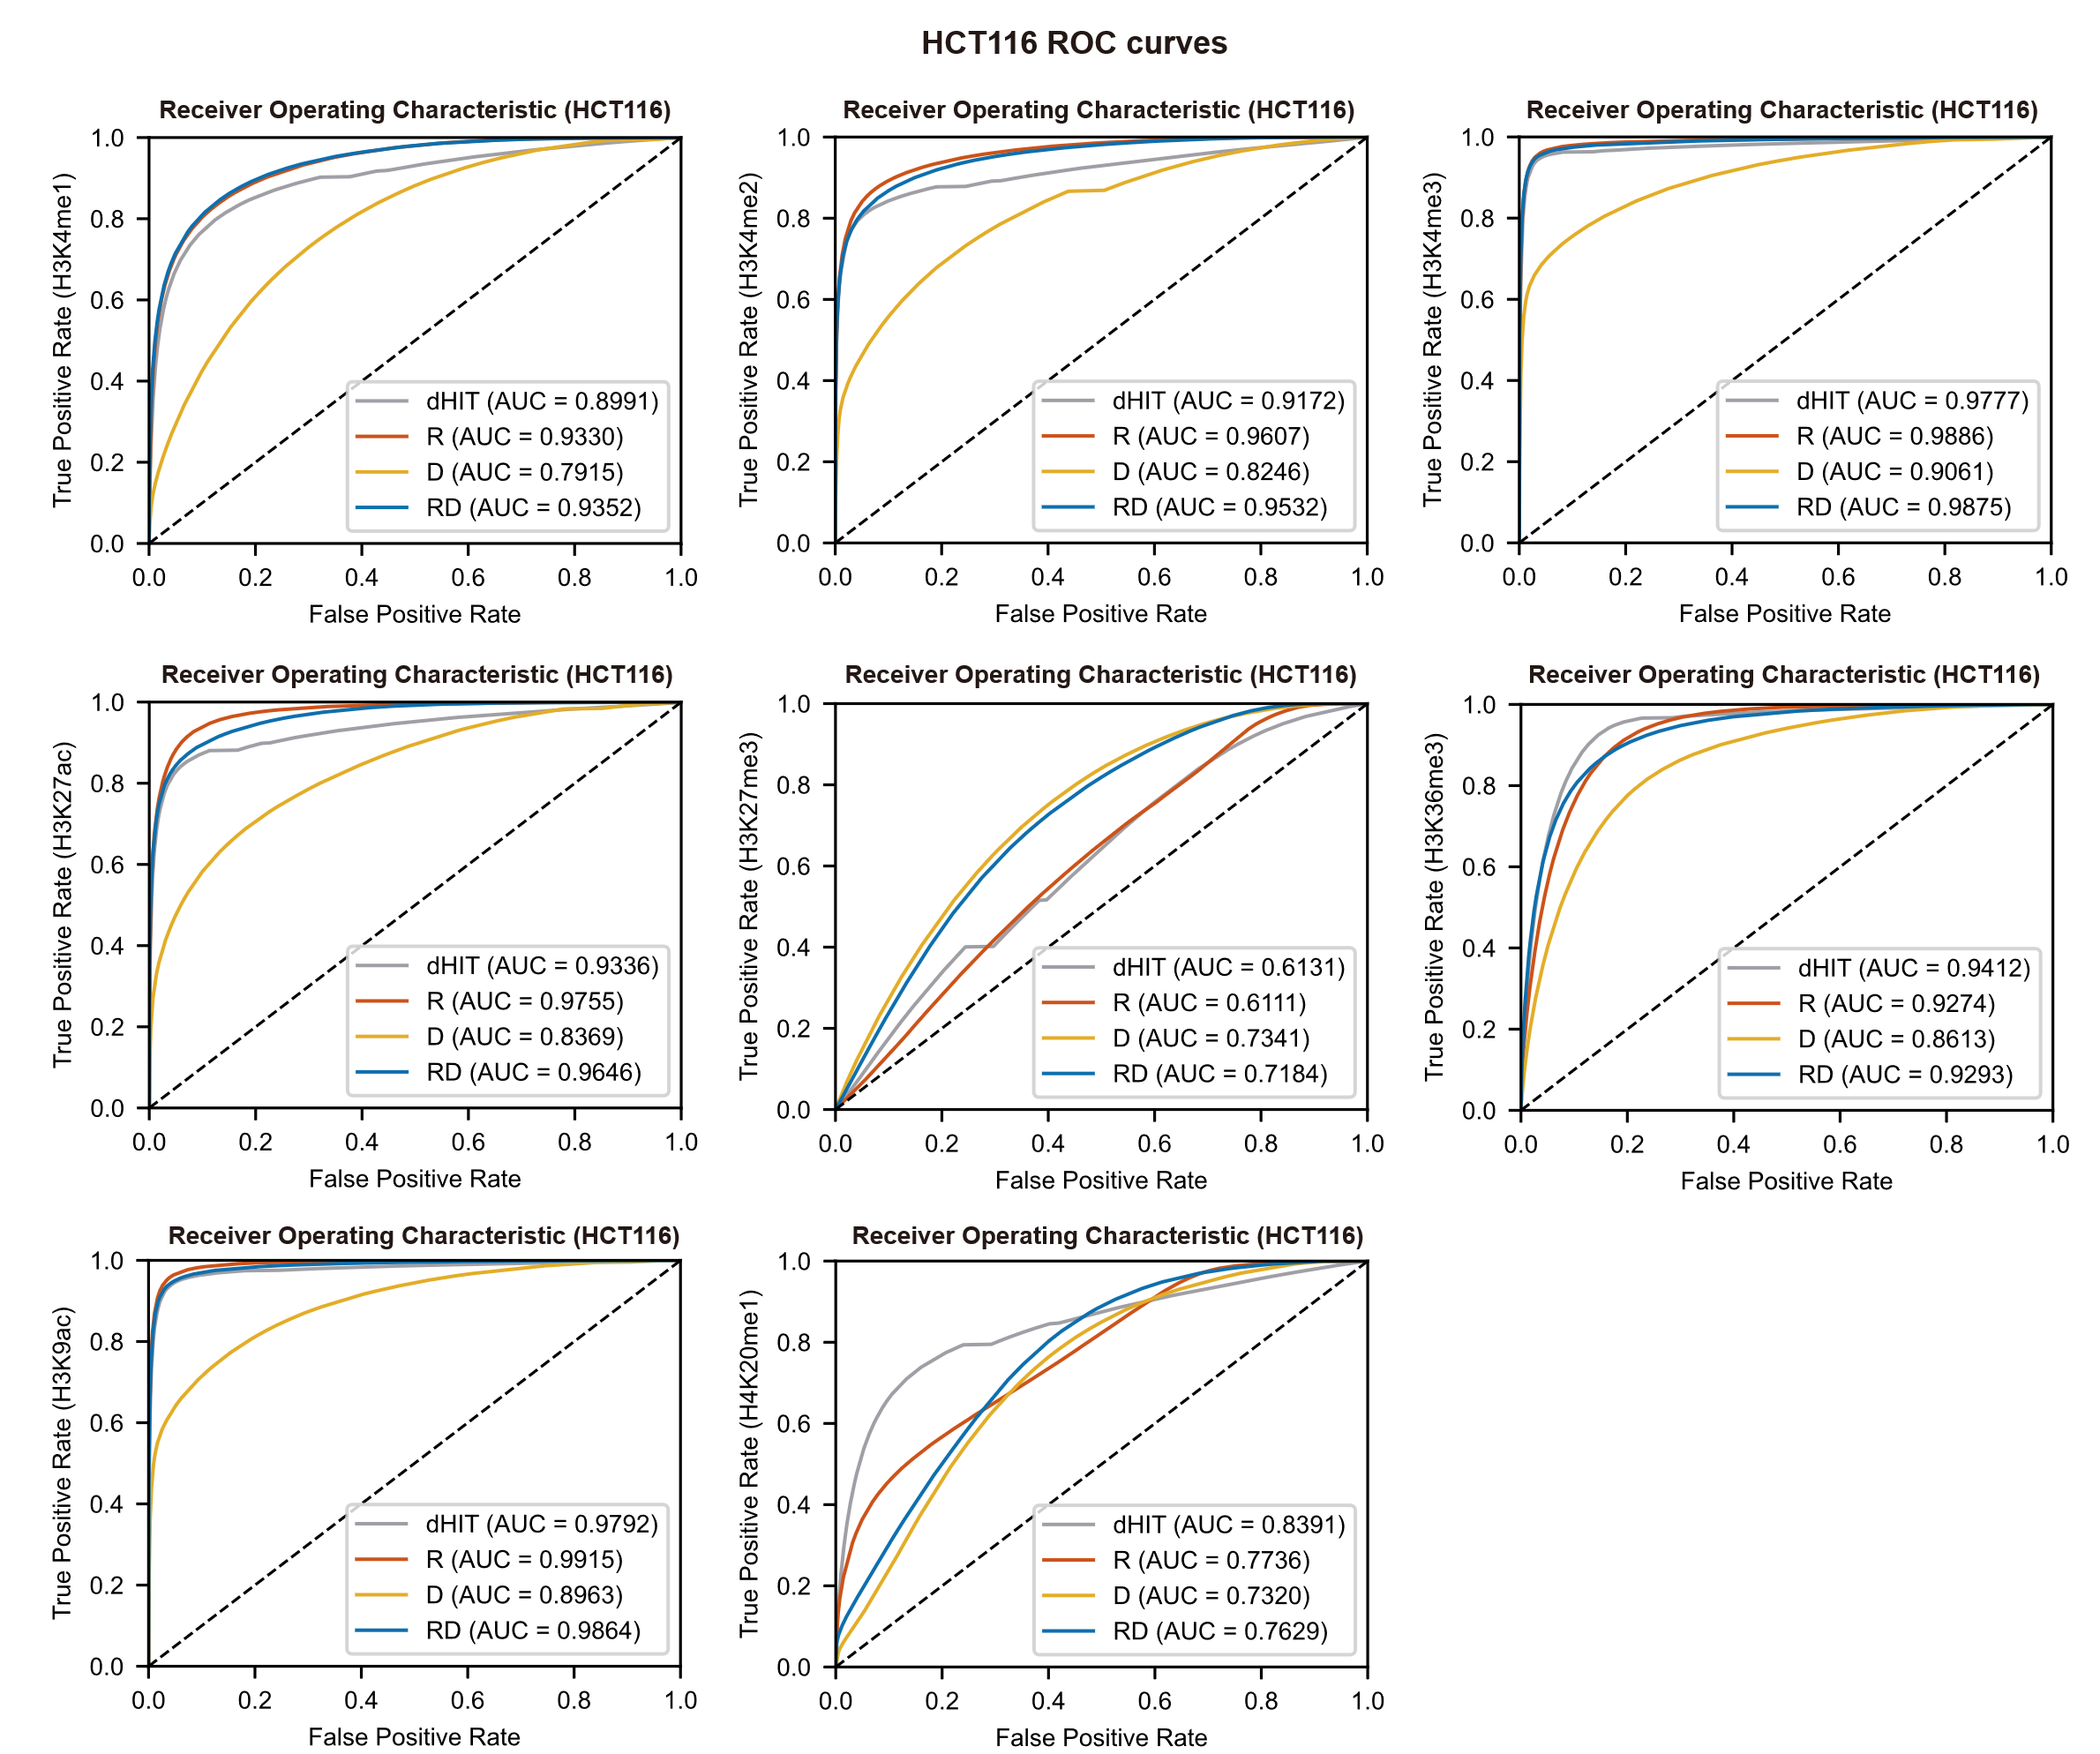 HCT116 ROC curves
Receiver Operating Characteristic (HCT116)
True Positive Rate (H3K4me1)
1.0
0.8
0.6
0.4
0.2
0.0
dHIT (AUC = 0.8991)
R (AUC = 0.9330)
D (AUC = 0.7915)
RD (AUC = 0.9352)
0.0 0.2 0.4 0.6 0.8 1.0
False Positive Rate
Receiver Operating Characteristic (HCT116)
True Positive Rate (H3K4me2)
1.0
0.8
0.6
0.4
0.2
0.0
dHIT (AUC = 0.9172)
R (AUC = 0.9607)
D (AUC = 0.8246)
RD (AUC = 0.9532)
0.0 0.2 0.4 0.6 0.8 1.0
False Positive Rate
Receiver Operating Characteristic (HCT116)
True Positive Rate (H3K4me3)
1.0
0.8
0.6
0.4
0.2
0.0
dHIT (AUC = 0.9777)
R (AUC = 0.9886)
D (AUC = 0.9061)
RD (AUC = 0.9875)
0.0 0.2 0.4 0.6 0.8 1.0
False Positive Rate
Receiver Operating Characteristic (HCT116)
True Positive Rate (H3K27ac)
1.0
0.8
0.6
0.4
0.2
0.0
dHIT (AUC = 0.9336)
R (AUC = 0.9755)
D (AUC = 0.8369)
RD (AUC = 0.9646)
0.0 0.2 0.4 0.6 0.8 1.0
False Positive Rate
Receiver Operating Characteristic (HCT116)
True Positive Rate (H3K27me3)
1.0
0.8
0.6
0.4
0.2
0.0
dHIT (AUC = 0.6131)
R (AUC = 0.6111)
D (AUC = 0.7341)
RD (AUC = 0.7184)
0.0 0.2 0.4 0.6 0.8 1.0
False Positive Rate
Receiver Operating Characteristic (HCT116)
True Positive Rate (H3K36me3)
1.0
0.8
0.6
0.4
0.2
0.0
dHIT (AUC = 0.9412)
R (AUC = 0.9274)
D (AUC = 0.8613)
RD (AUC = 0.9293)
0.0 0.2 0.4 0.6 0.8 1.0
False Positive Rate
Receiver Operating Characteristic (HCT116)
True Positive Rate (H3K9ac)
1.0
0.8
0.6
0.4
0.2
0.0
dHIT (AUC = 0.9792)
R (AUC = 0.9915)
D (AUC = 0.8963)
RD (AUC = 0.9864)
0.0 0.2 0.4 0.6 0.8 1.0
False Positive Rate
Receiver Operating Characteristic (HCT116)
True Positive Rate (H4K20me1)
1.0
0.8
0.6
0.4
0.2
0.0
dHIT (AUC = 0.8391)
R (AUC = 0.7736)
D (AUC = 0.7320)
RD (AUC = 0.7629)
0.0 0.2 0.4 0.6 0.8 1.0
False Positive Rate